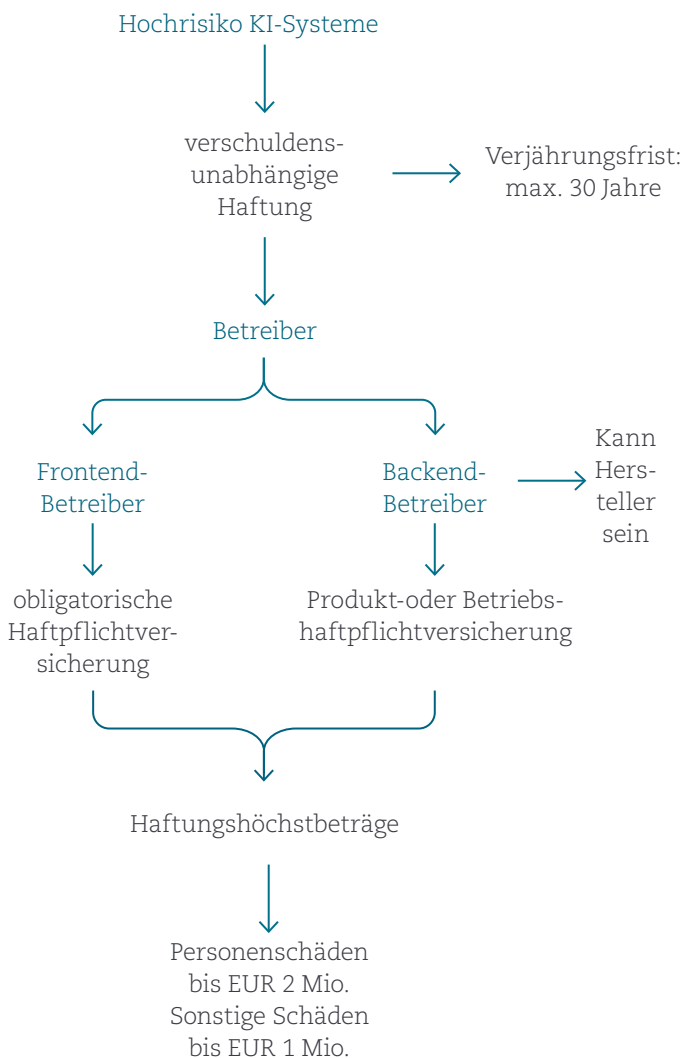 Hochrisiko KI-Systeme
verschuldens-
unabhängige
Haftung
Verjährungsfrist:
max. 30 Jahre
Betreiber
Frontend-
Betreiber
Backend-
Betreiber
Kann
Hers-
teller
sein
obligatorische
Haftpflichtver-
sicherung
Produkt-oder Betriebs-
haftpflichtversicherung
Haftungshöchstbeträge
Personenschäden
bis EUR 2 Mio.
Sonstige Schäden
bis EUR 1 Mio.